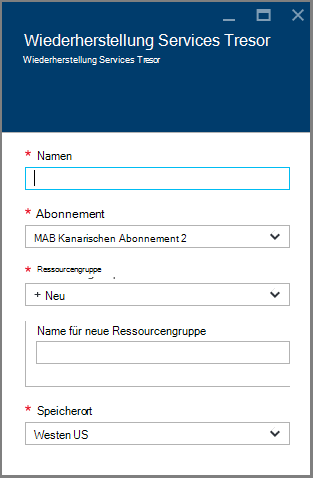 Wiederherstellung Services Tresor
Wiederherstellung Services Tresor
* Namen
* Abonnement
MAB Kanarischen Abonnement 2
* Ressourcengruppe
+ Neu
Name für neue Ressourcengruppe
* Speicherort
Westen US